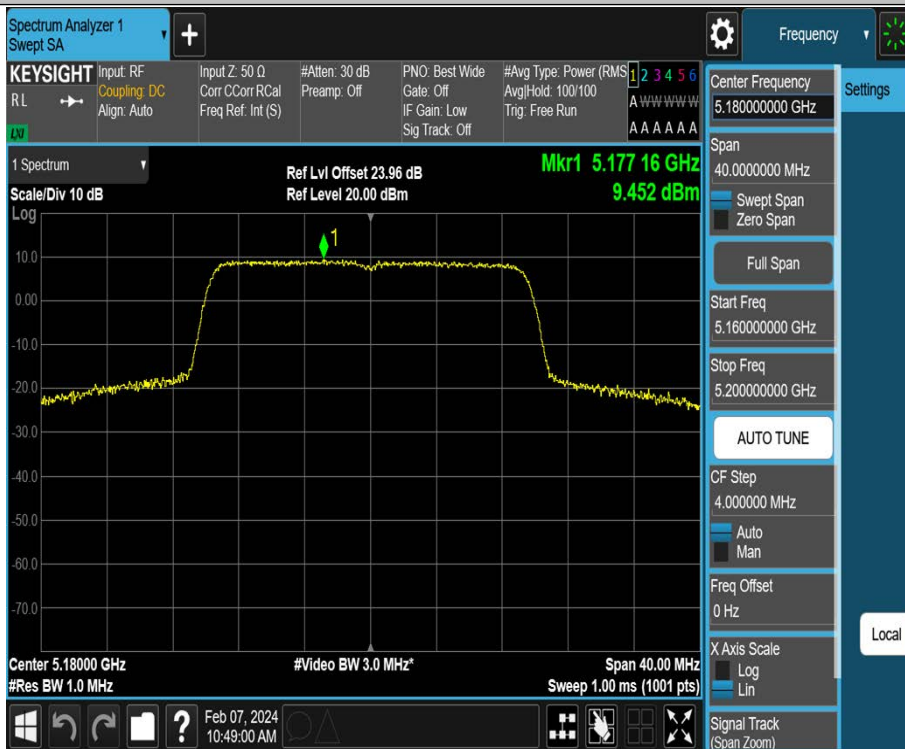 Spectrum Analyzer 1
Swept SA
+
Frequency
KEYSIGHT
RL
LXI
Input: RF
Coupling: DC
Align: Auto
Input Z: 50 Ω
Corr CCorr RCal
Freq Ref: Int (S)
#Atten: 30 dB
Preamp: Off
PNO: Best Wide
Gate: Off
IF Gain: Low
Sig Track: Off
#Avg Type: Power (RMS
Avg|Hold: 100/100
Trig: Free Run
1 2 3 4 5 6
A W W W W W
A A A A A A
1 Spectrum
Scale/Div 10 dB
Log
Ref Lvl Offset 23.96 dB
Ref Level 20.00 dBm
Mkr1 5.177 16 GHz
9.452 dBm
1
10.0
0.00
-10.0
-20.0
-30.0
-40.0
-50.0
-60.0
-70.0
Center 5.18000 GHz
#Res BW 1.0 MHz
#Video BW 3.0 MHz*
Span 40.00 MHz
Sweep 1.00 ms (1001 pts)
?
Feb 07, 2024
10:49:00 AM
Center Frequency
5.180000000 GHz
Span
40.0000000 MHz
Swept Span
Zero Span
Full Span
Start Freq
5.160000000 GHz
Stop Freq
5.200000000 GHz
AUTO TUNE
CF Step
4.000000 MHz
Auto
Man
Freq Offset
0 Hz
X Axis Scale
Log
Lin
Signal Track
(Span Zoom)
Settings
Local